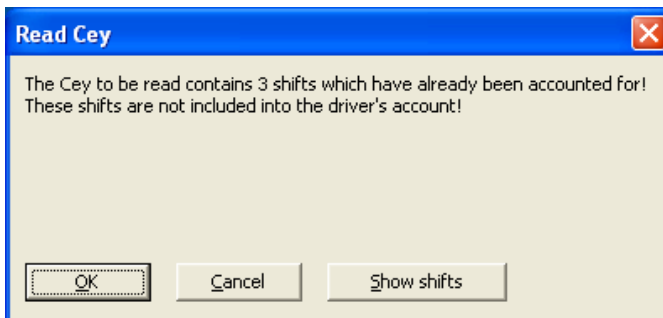 Read Cey
The Cey to be read contains 3 shifts which have already been accounted for!
These shifts are not included into the driver's account!
OK Cancel Show shifts